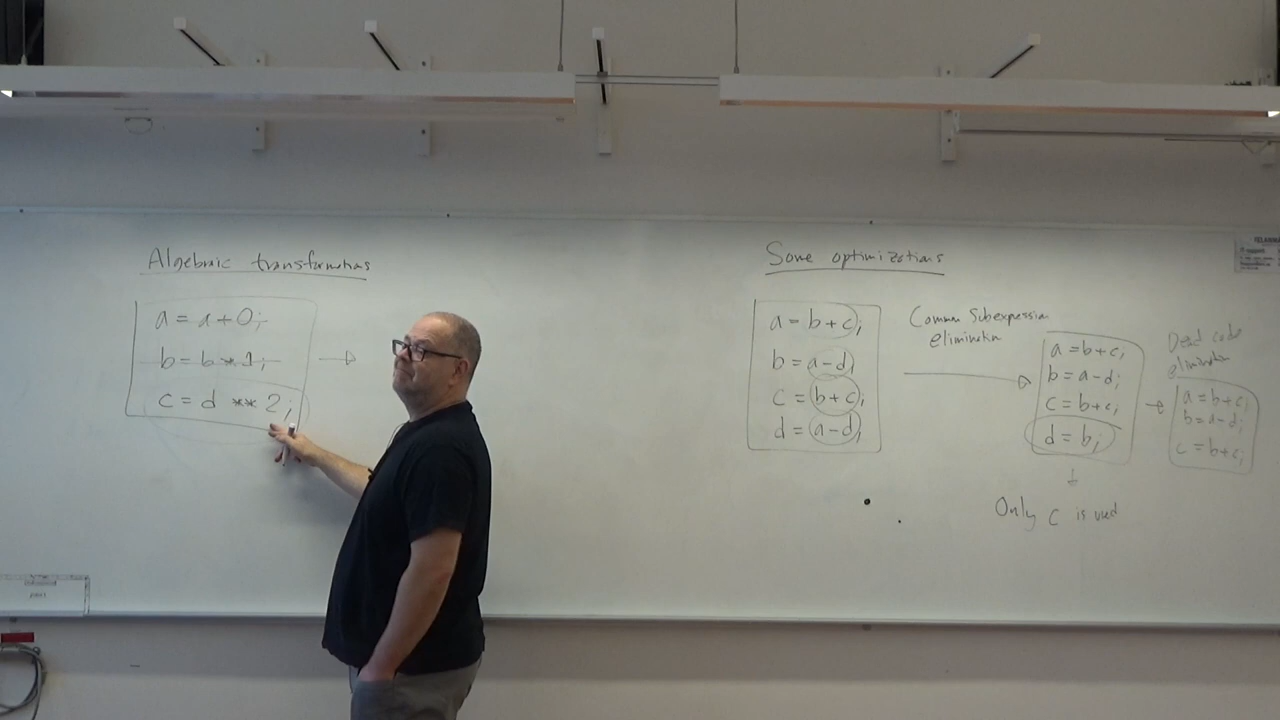 Algebraic transformations
a = a + 0;
b = b * 1;
c = d ** 2;
Some optimizations
a = b + c;
b = a - d;
c = b + c;
d = a - d;
Common Subexpression
elimination
a = b + c;
b = a - d;
c = b + c;
d = b;
Only c is used
Dead code
elimination
a = b + c;
b = a - d;
c = b + c;